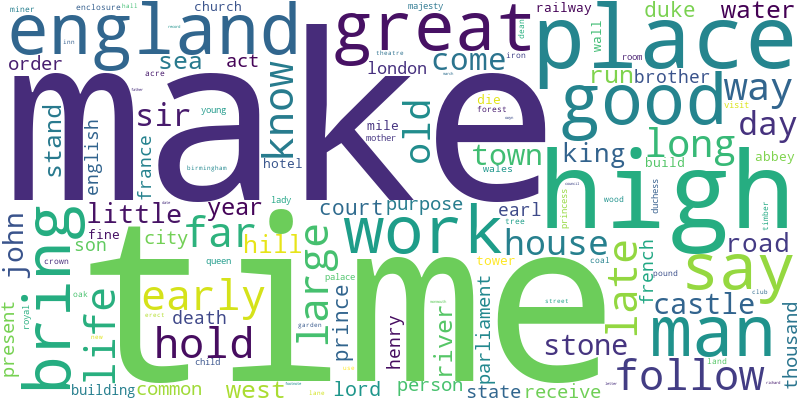 miner
enclosure
hall
church
majesty
railway
duke
water
england
great
place
order
sea
act
theatre
dean
wall
room
london
come
iron
run
brother
way
make
know
sir
old
die
forest
good
day
acre
father
stand
english
france
young
mile
mother
birmingham
hotel
town
wales
king
long
build
abbey
visit
high
little
year
lady
court
purpose
earl
wood
princess
council
duchess
timber
john
son
fine
city
far
hill
work
house
tree
road
say
bring
crown
queen
large
palace
tower
coal
late
french
pound
club
life
time
early
prince
river
parliament
man
castle
thousand
present
royal
oak
death
hold
garden
henry
street
stone
land
follow
building
common
child
west
lord
person
state
receive
lane
richard